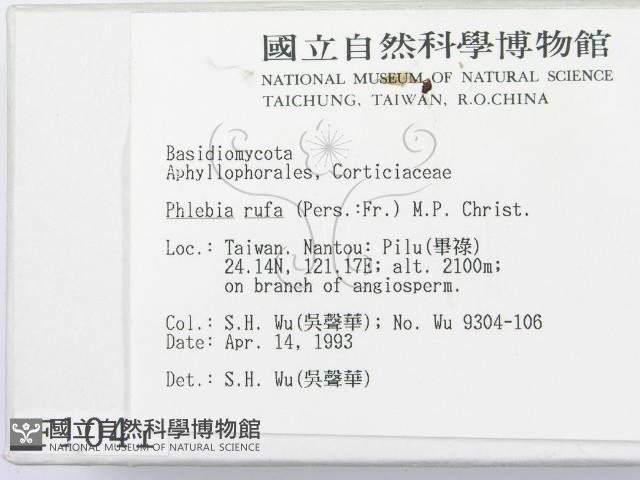 國立自然科學博物館
NATIONAL MUSEUM OF NATURAL SCIENCE
TAICHUNG, TAIWAN, R.O.CHINA
Basidiomycota
Aphyllophorales, Corticiaceae
Phlebia rufa (Pers.:Fr.) M.P. Christ.
Loc.: Taiwan, Nantou: Pilu(畢祿)
24.14N, 121.17E; alt. 2100m;
on branch of angiosperm.
Col.: S.H. Wu(吳聲華); No. Wu 9304-106
Date: Apr. 14, 1993
Det.: S.H. Wu(吳聲華)
國立自然科學博物館
NATIONAL MUSEUM OF NATURAL SCIENCE